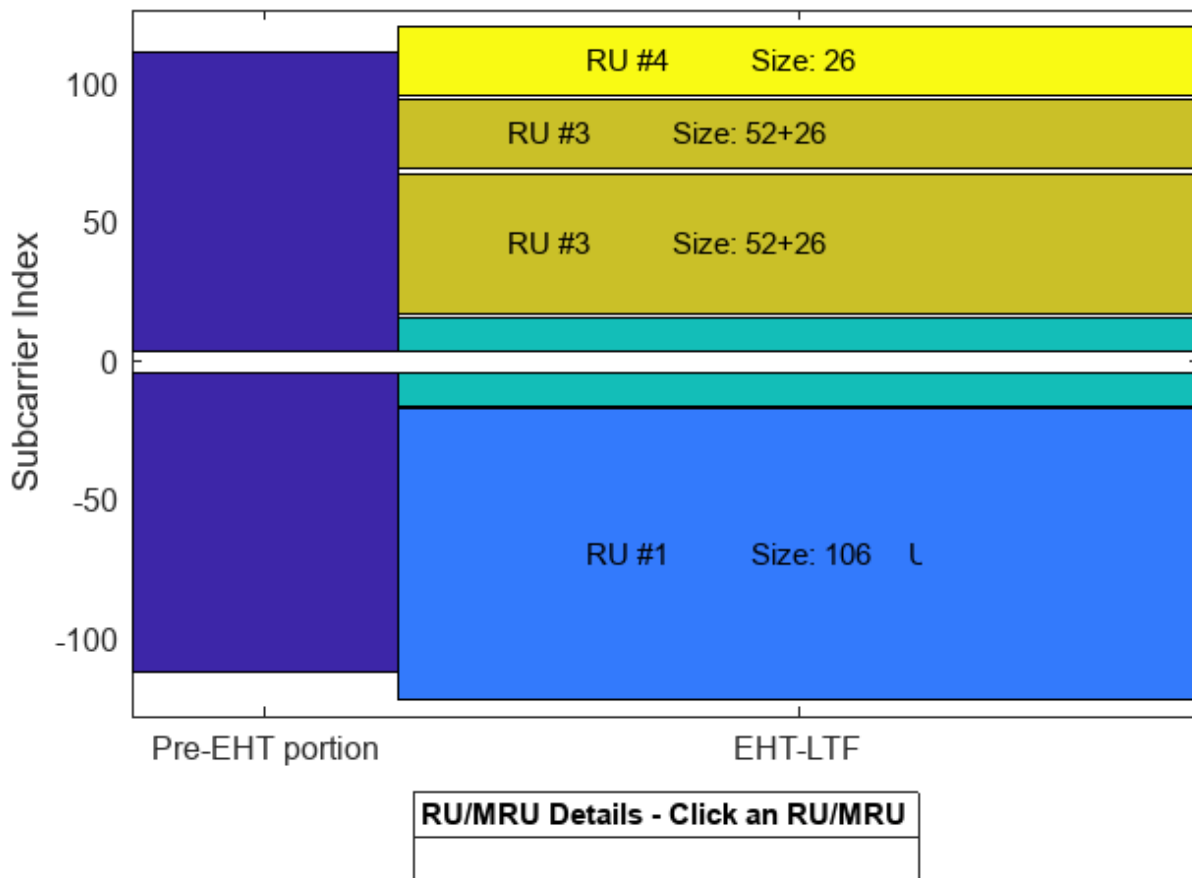 100
RU #4 Size: 26
RU #3 Size: 52+26
50
RU #3 Size: 52+26
Subcarrier Index
0
-50
RU #1 Size: 106
-100
Pre-EHT portion
EHT-LTF
RU/MRU Details - Click an RU/MRU